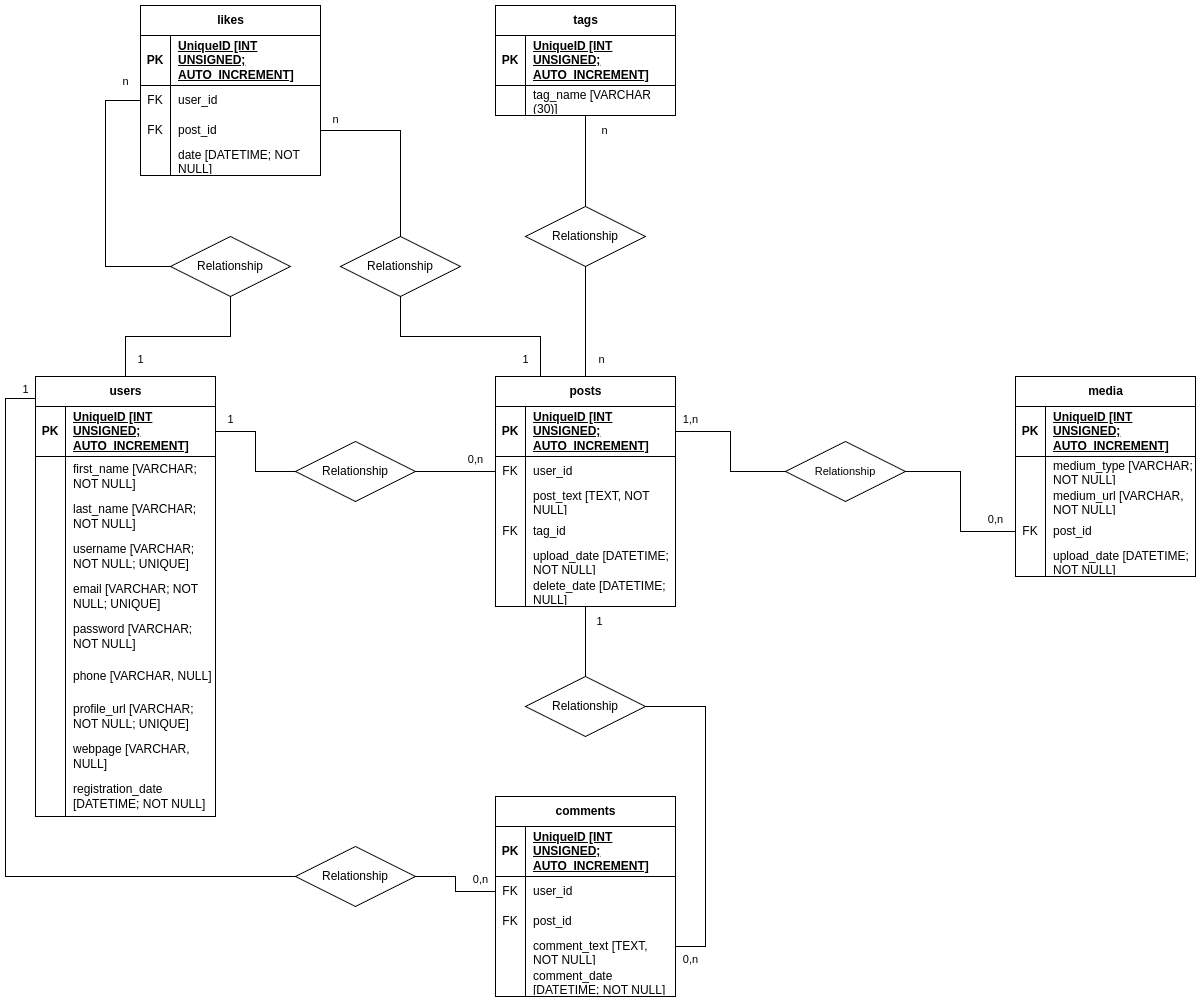 likes
PK
UniqueID [INT
UNSIGNED;
AUTO_INCREMENT]
FK
user_id
FK
post_id
date [DATETIME; NOT
NULL]
tags
PK
UniqueID [INT
UNSIGNED;
AUTO_INCREMENT]
tag_name [VARCHAR
(30)]
n
n
n
Relationship
Relationship
Relationship
1
1
n
1
users
PK
UniqueID [INT
UNSIGNED;
AUTO_INCREMENT]
first_name [VARCHAR;
NOT NULL]
last_name [VARCHAR;
NOT NULL]
username [VARCHAR;
NOT NULL; UNIQUE]
email [VARCHAR; NOT
NULL; UNIQUE]
password [VARCHAR;
NOT NULL]
phone [VARCHAR, NULL]
profile_url [VARCHAR;
NOT NULL; UNIQUE]
webpage [VARCHAR,
NULL]
registration_date
[DATETIME; NOT NULL]
1
Relationship
0,n
posts
PK
UniqueID [INT
UNSIGNED;
AUTO_INCREMENT]
FK
user_id
post_text [TEXT, NOT
NULL]
FK
tag_id
upload_date [DATETIME;
NOT NULL]
delete_date [DATETIME;
NULL]
1,n
Relationship
0,n
media
PK
UniqueID [INT
UNSIGNED;
AUTO_INCREMENT]
medium_type [VARCHAR;
NOT NULL]
medium_url [VARCHAR,
NOT NULL]
FK
post_id
upload_date [DATETIME;
NOT NULL]
1
Relationship
Relationship
0,n
comments
PK
UniqueID [INT
UNSIGNED;
AUTO_INCREMENT]
FK
user_id
FK
post_id
comment_text [TEXT,
NOT NULL]
comment_date
[DATETIME; NOT NULL]
0,n